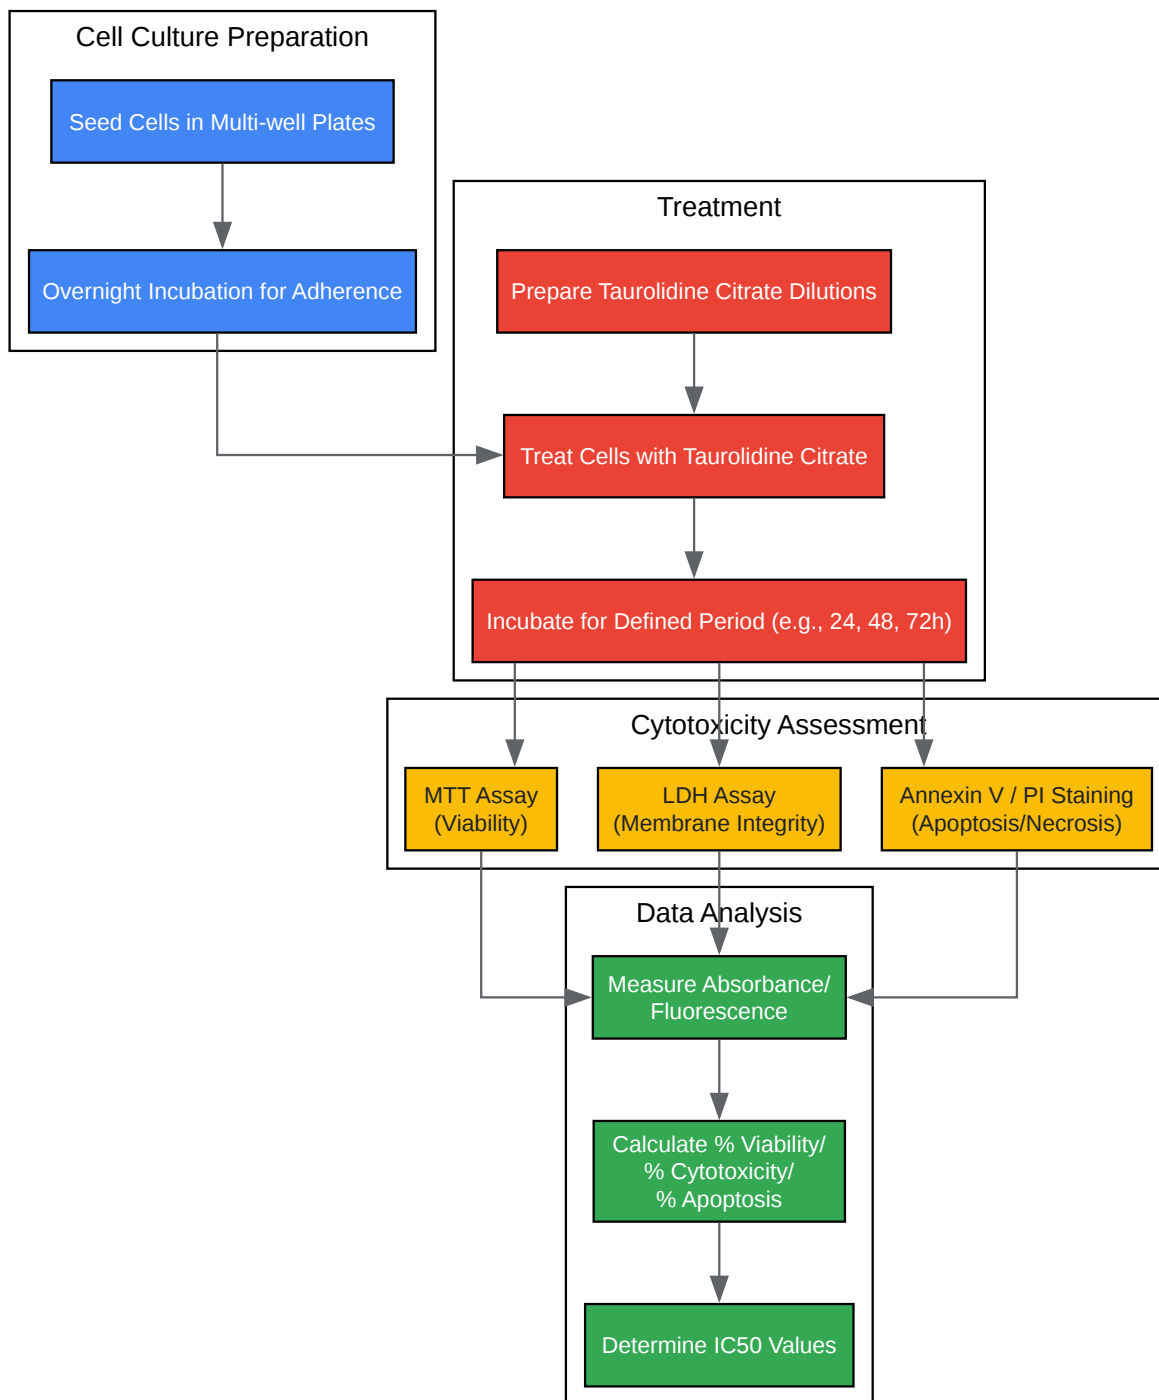 Cell Culture Preparation
Seed Cells in Multi-well Plates
Overnight Incubation for Adherence
Treatment
Prepare Taurolidine Citrate Dilutions
Treat Cells with Taurolidine Citrate
Incubate for Defined Period (e.g., 24, 48, 72h)
Cytotoxicity Assessment
MTT Assay
(Viability)
LDH Assay
(Membrane Integrity)
Annexin V / PI Staining
(Apoptosis/Necrosis)
Data Analysis
Measure Absorbance/
Fluorescence
Calculate % Viability/
% Cytotoxicity/
% Apoptosis
Determine IC50 Values